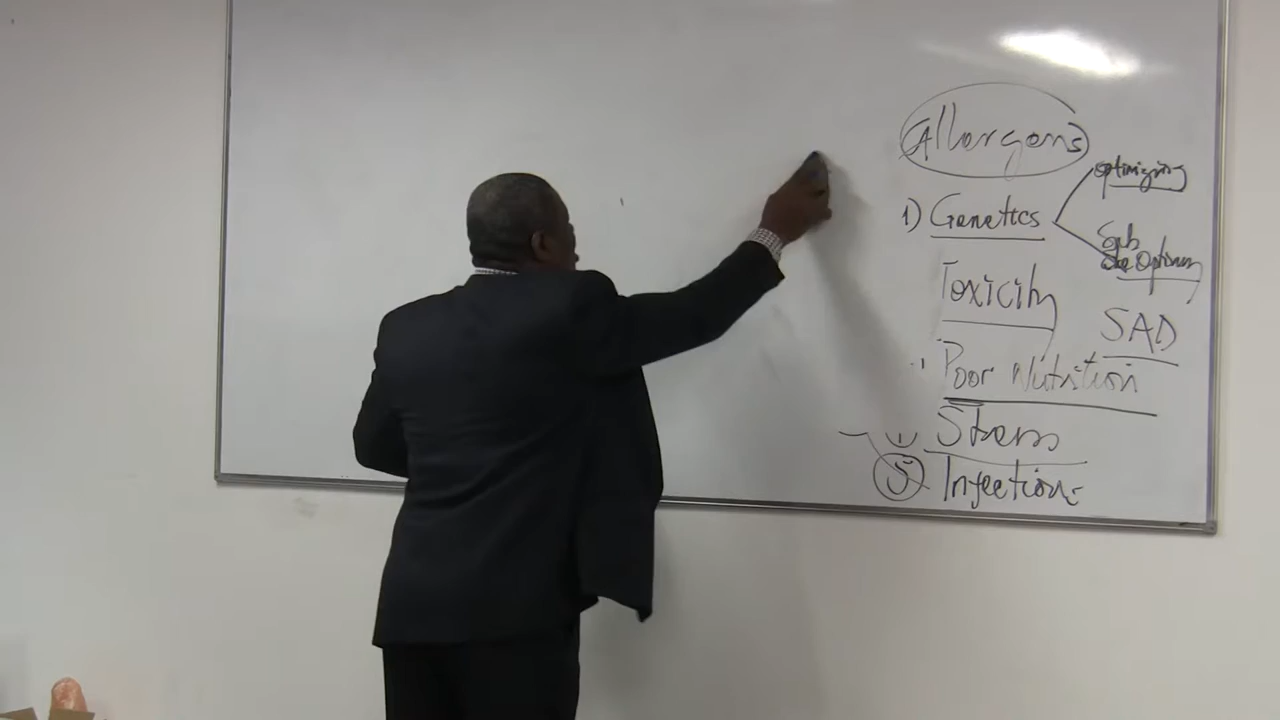 Allergens
Optimizing
1) Genetics
Sub
Optimum
Toxicity
SAD
Poor Nutrition
Stress
5 Infections